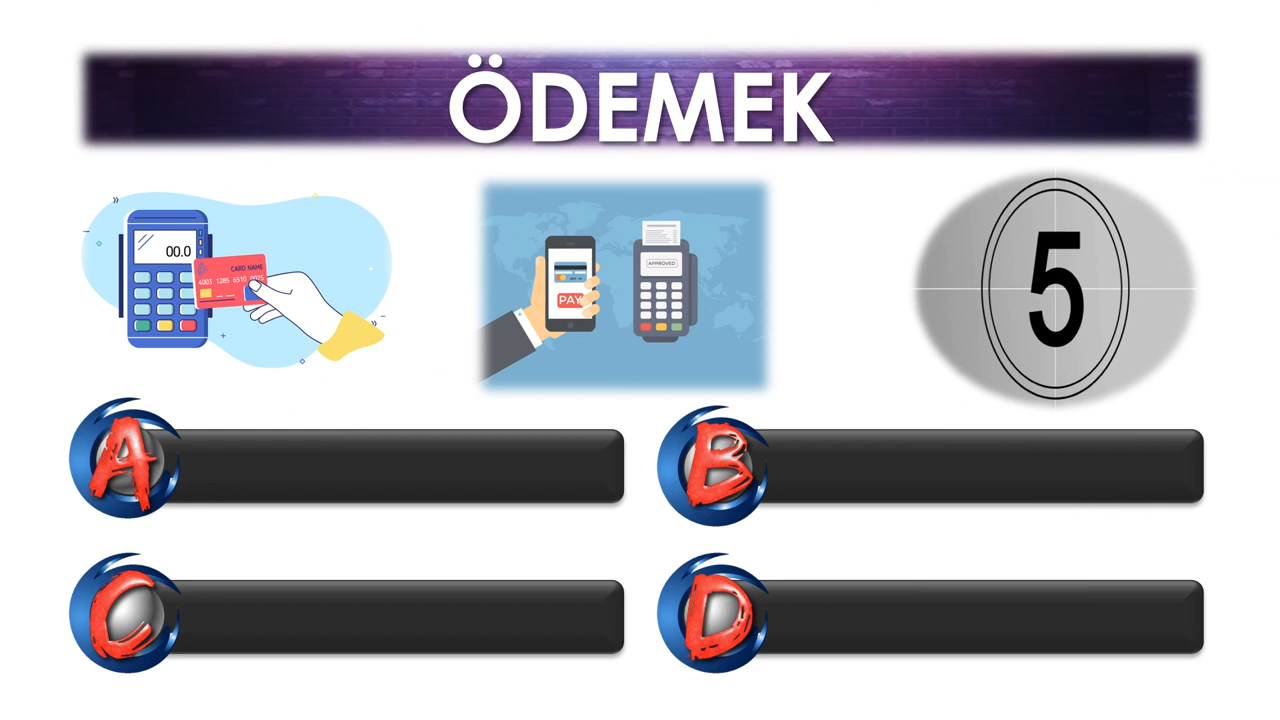 ÖDEMEK
00.0
CARD NAME
4003 1285 6510 0025
PAY
APPROVED
5
A
B
C
D